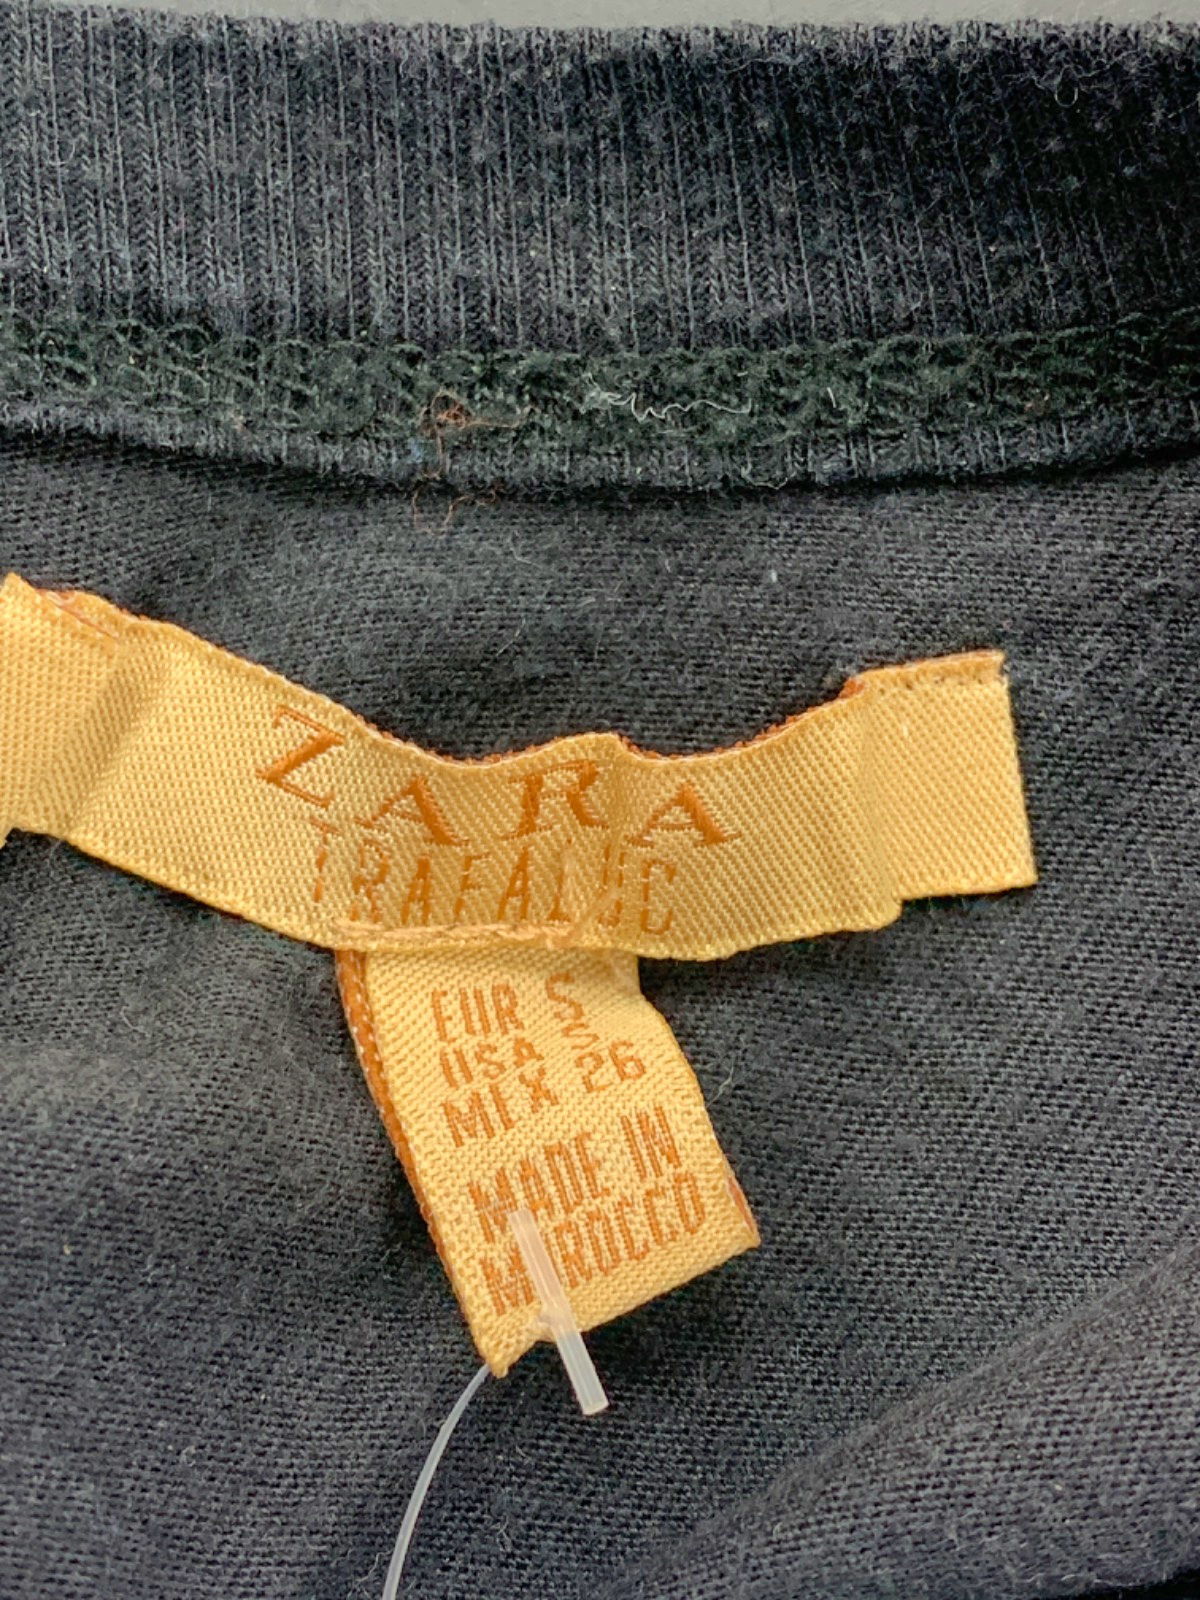 ZARA
TRAFALUC
EUR S
USA S
MEX 26
MADE IN
MOROCCO